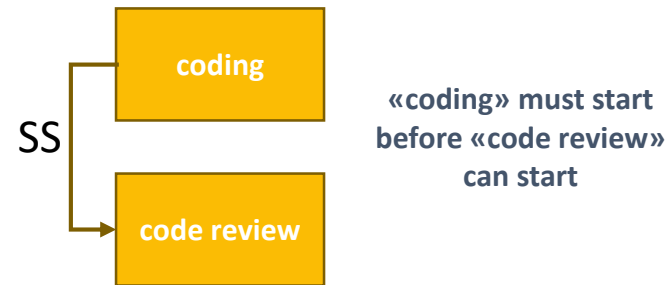 coding
SS
code review
«coding» must start
before «code review»
can start